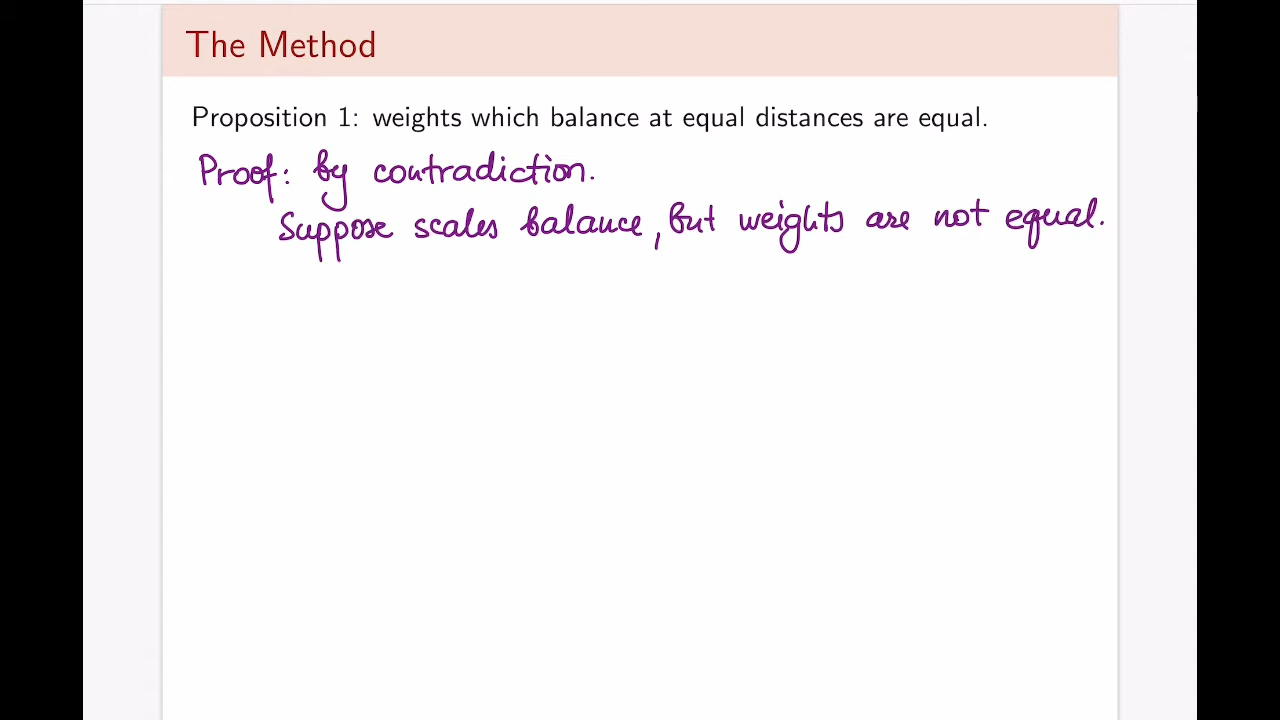 The Method
Proposition 1: weights which balance at equal distances are equal.
Proof: by contradiction.
Suppose scales balance, but weights are not equal.